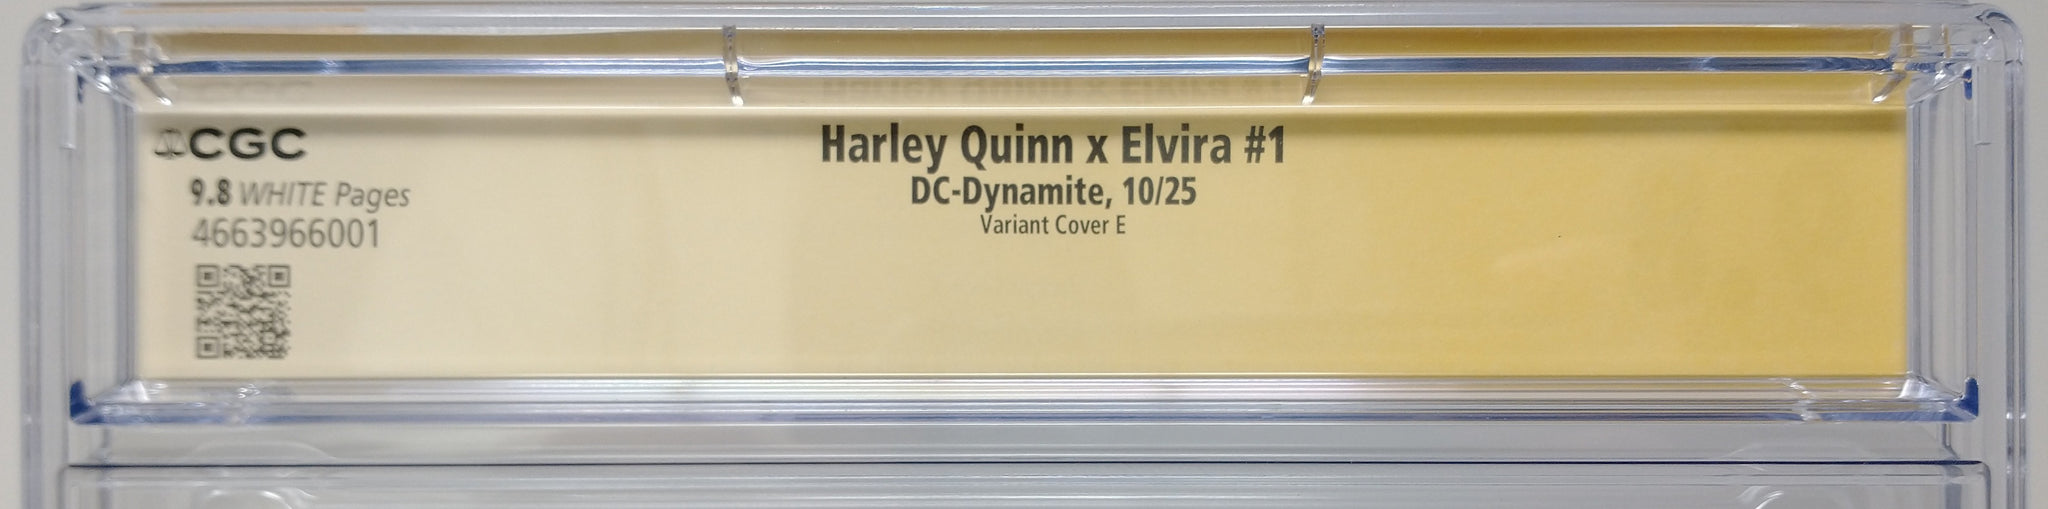 CGC
9.8 WHITE Pages
4663966001
Harley Quinn x Elvira #1
DC-Dynamite, 10/25
Variant Cover E